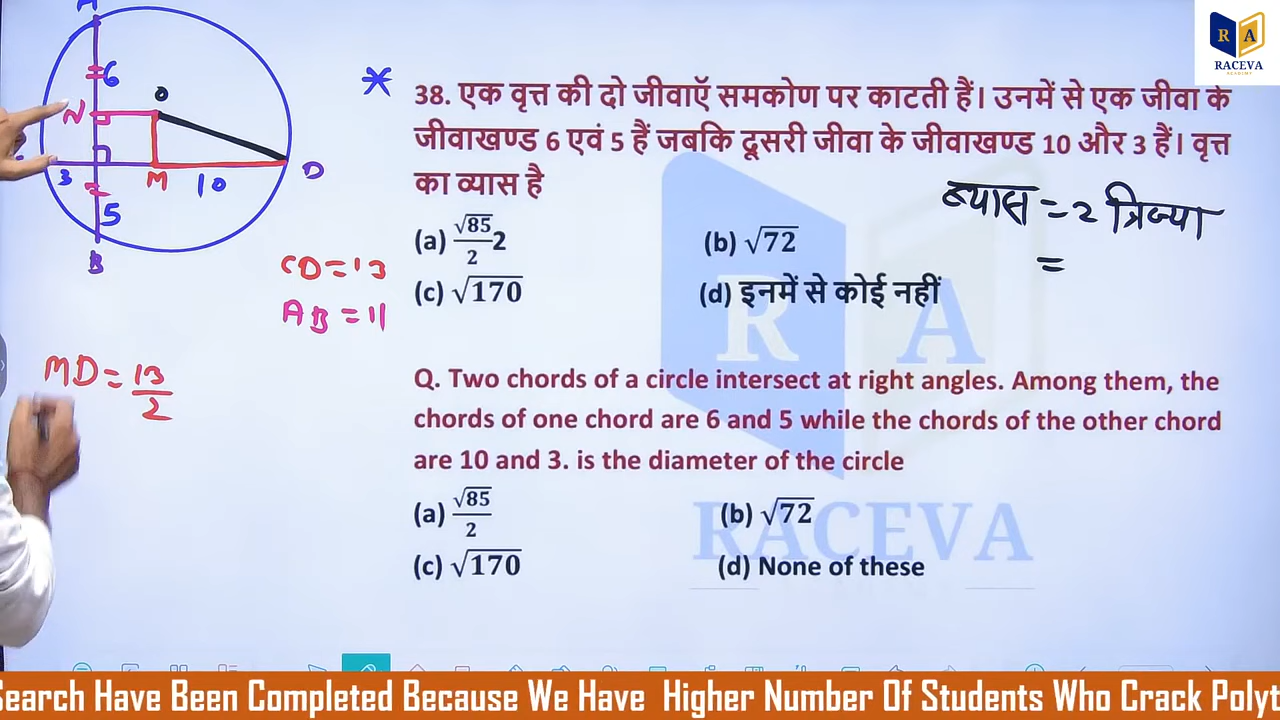 A
6
O
N
3
M
10
D
5
B
CD=13
AB=11
MD=13/2
R A
RACEVA
ACADEMY
38. एक वृत्त की दो जीवाऍ समकोण पर काटती हैं। उनमें से एक जीवा के
जीवाखण्ड 6 एवं 5 हैं जबकि दूसरी जीवा के जीवाखण्ड 10 और 3 हैं। वृत्त
का व्यास है
(a) √85/2 2
(b) √72
(c) √170
(d) इनमें से कोई नहीं
व्यास = 2 त्रिज्या
=
Q. Two chords of a circle intersect at right angles. Among them, the
chords of one chord are 6 and 5 while the chords of the other chord
are 10 and 3. is the diameter of the circle
(a) √85/2
(b) √72
(c) √170
(d) None of these
R A
RACEVA
Search Have Been Completed Because We Have Higher Number Of Students Who Crack Polyt